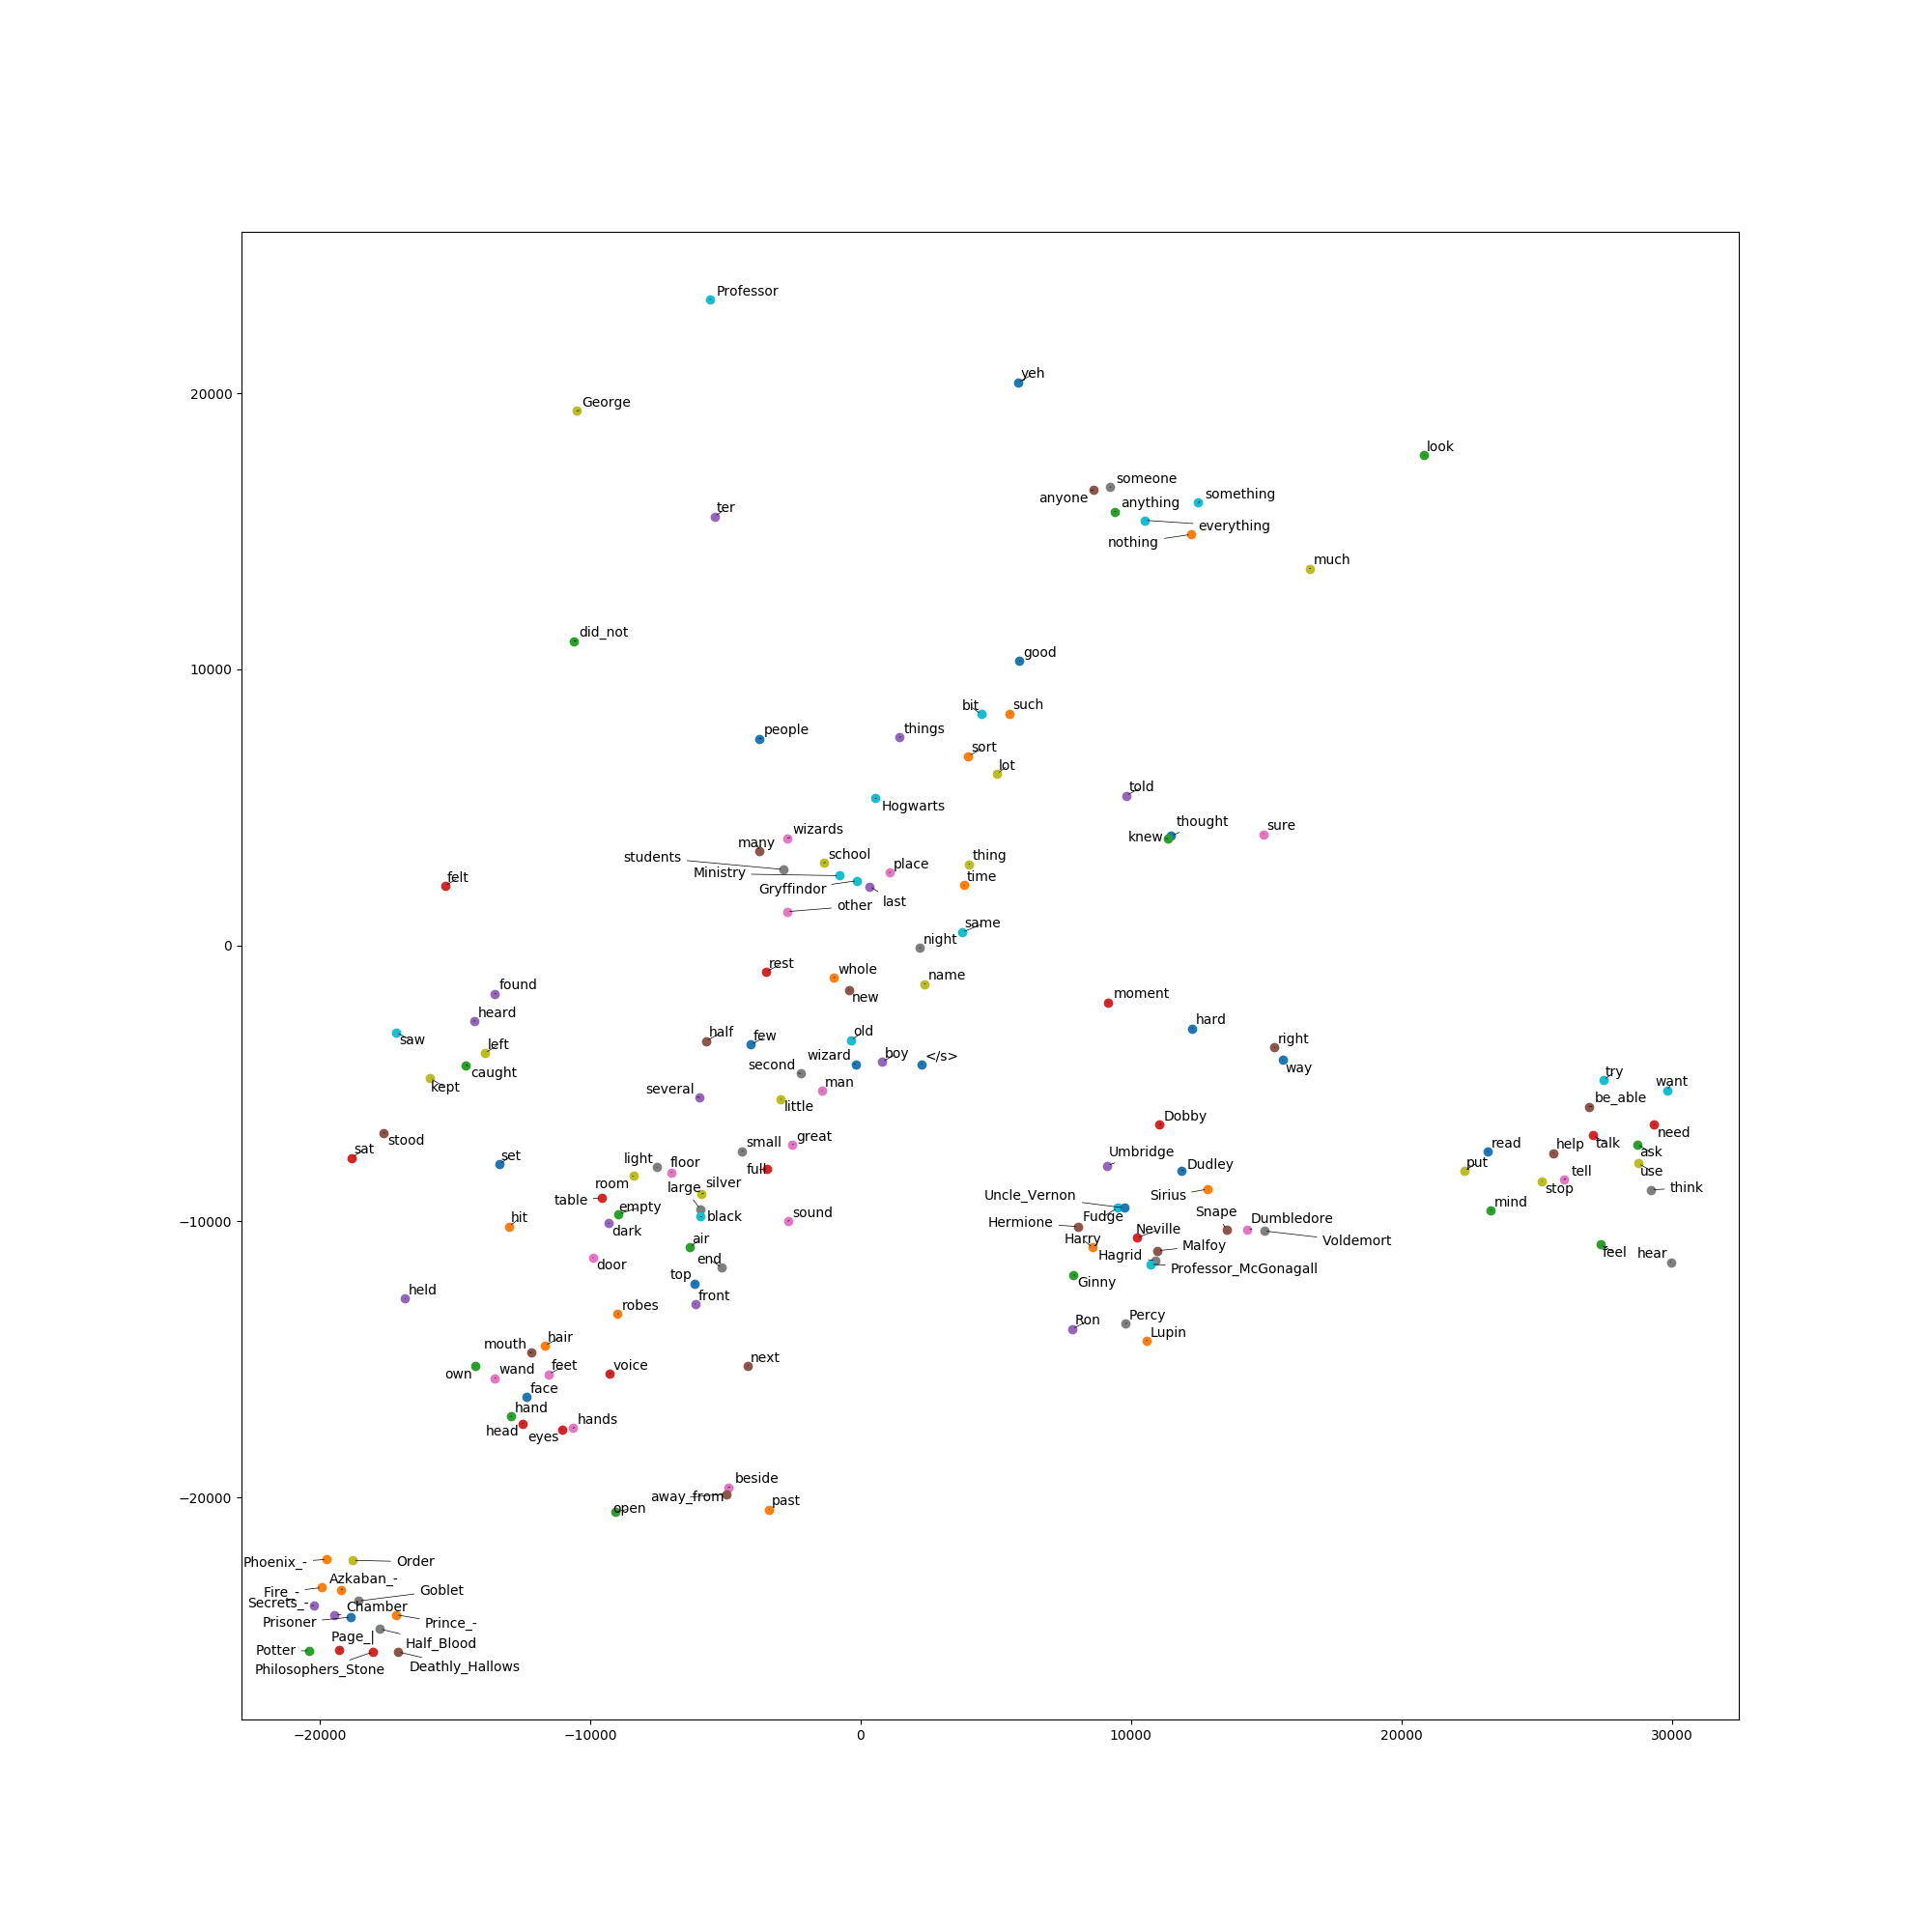 Professor
yeh
20000
George
look
someone
anyone
something
anything
ter
everything
nothing
much
did_not
good
10000
bit
such
people
things
sort
lot
told
Hogwarts
thought
sure
wizards
knew
many
students
school
thing
place
Ministry
time
felt
Gryffindor
last
other
same
night
0
rest
whole
name
found
new
moment
heard
hard
half
few
old
right
saw
left
wizard
boy
</s>
second
way
caught
try
man
want
kept
several
be_able
little
Dobby
stood
great
need
small
read
help
talk
sat
set
Umbridge
ask
light
floor
full
Dudley
put
tell
use
room
large
silver
Uncle_Vernon
Sirius
stop
think
table
empty
mind
hit
black
sound
Hermione
Fudge
Snape
Dumbledore
−10000
dark
Neville
air
Harry
Malfoy
Voldemort
end
Hagrid
feel
hear
door
top
Professor_McGonagall
Ginny
held
front
robes
Ron
Percy
Lupin
mouth
hair
next
own
wand
feet
voice
face
hand
head
eyes
hands
beside
−20000
away_from
past
open
Phoenix_-
Order
Azkaban_-
Fire_-
Goblet
Secrets_-
Chamber
Prisoner
Prince_-
Page_|
Half_Blood
Potter
Philosophers_Stone
Deathly_Hallows
−20000
−10000
0
10000
20000
30000